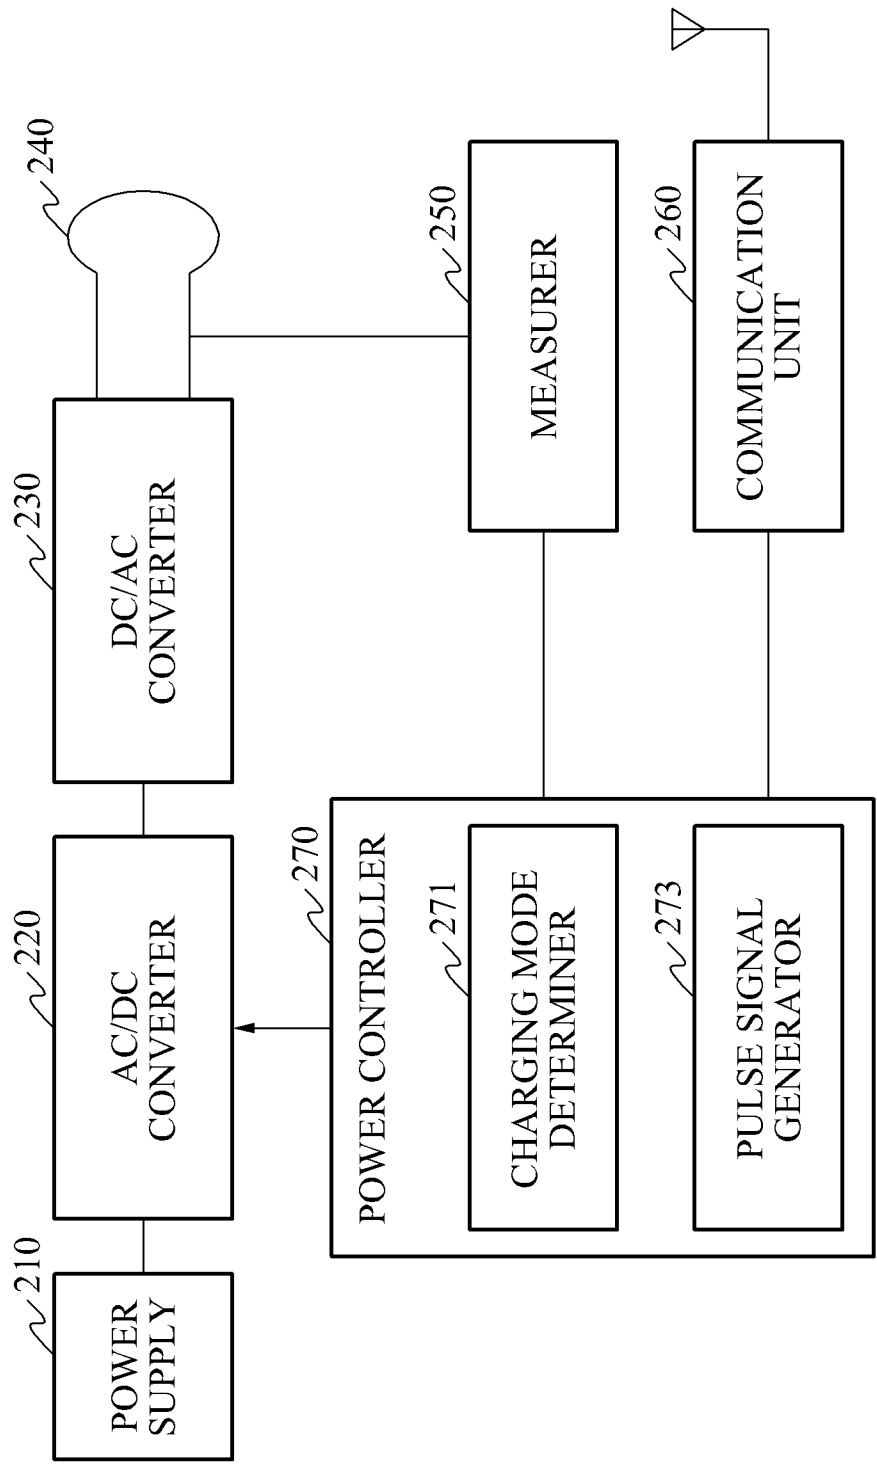 210
POWER
SUPPLY
220
AC/DC
CONVERTER
230
DC/AC
CONVERTER
240
270
POWER CONTROLLER
271
CHARGING MODE
DETERMINER
250
MEASURER
273
PULSE SIGNAL
GENERATOR
260
COMMUNICATION
UNIT